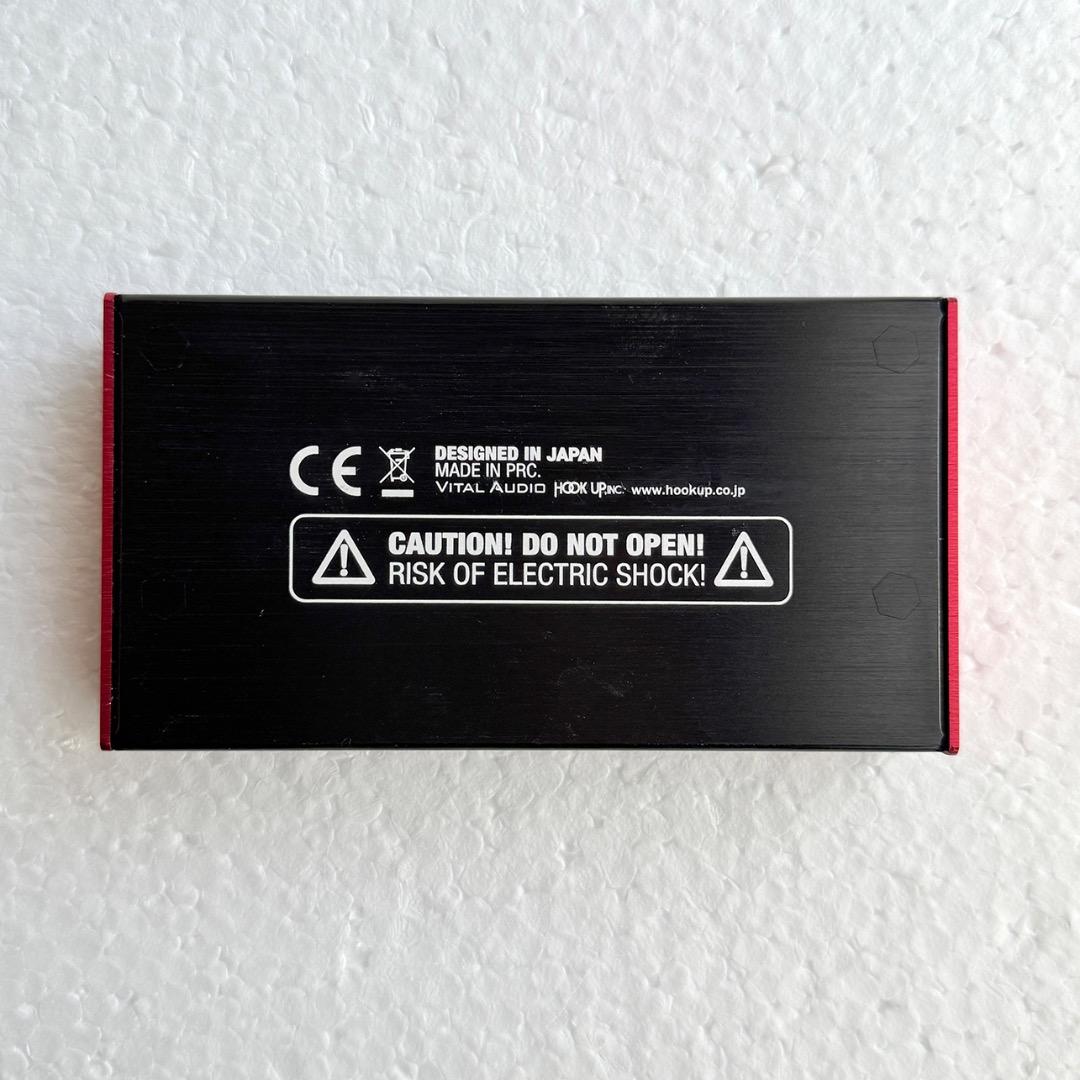 CE DESIGNED IN JAPAN
MADE IN PRC.
VITAL AUDIO HOOK UP,INC. www.hookup.co.jp
CAUTION! DO NOT OPEN!
RISK OF ELECTRIC SHOCK!